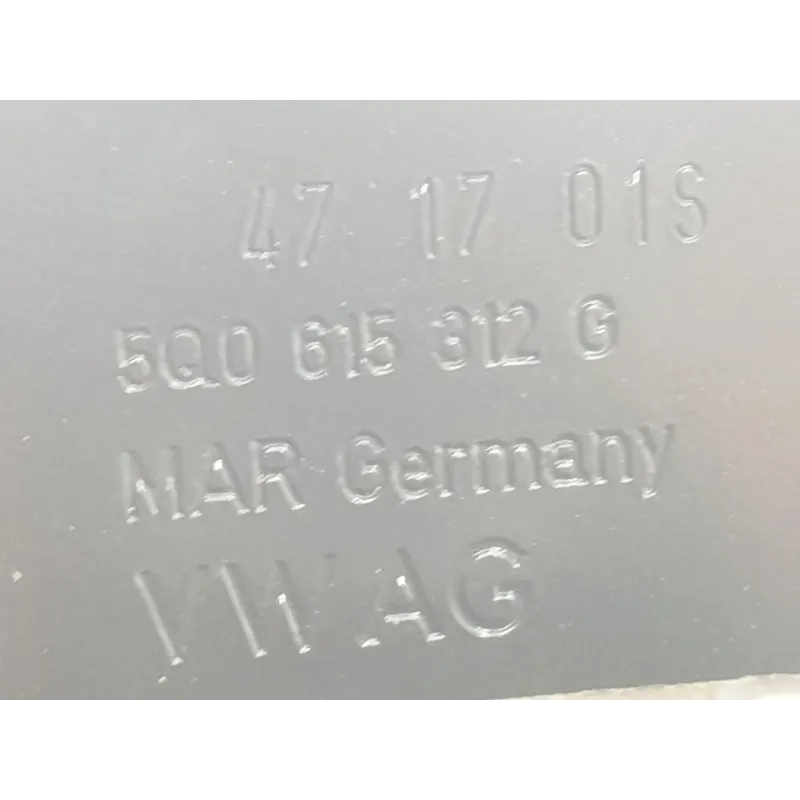 47 17 01S
5Q0 615 312 G
MAR Germany
VW AG